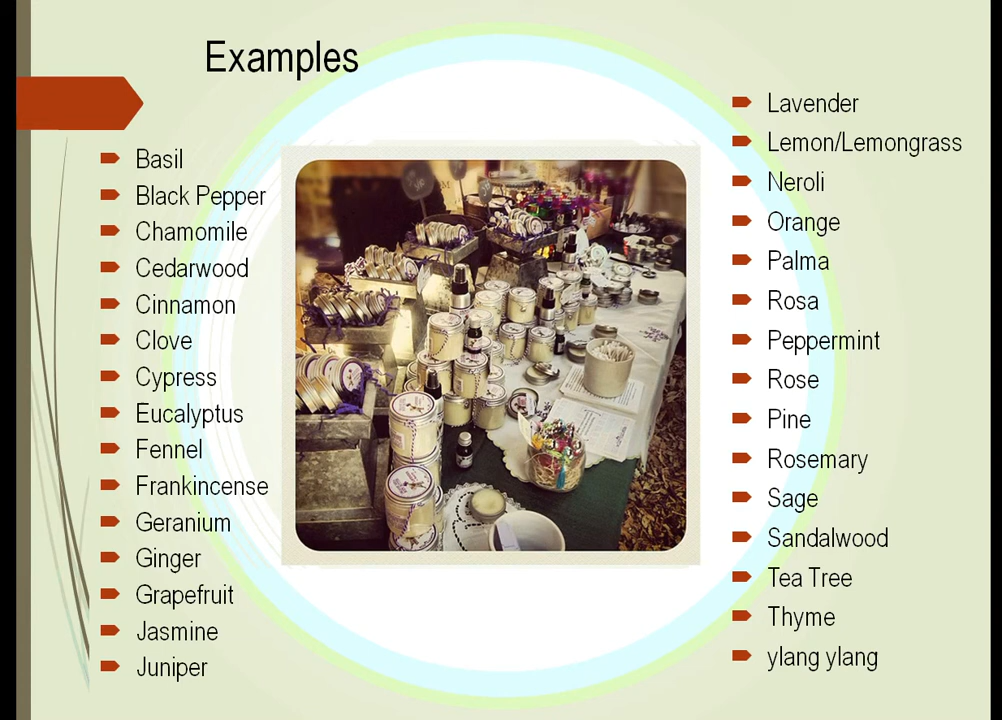 Examples
Basil
Black Pepper
Chamomile
Cedarwood
Cinnamon
Clove
Cypress
Eucalyptus
Fennel
Frankincense
Geranium
Ginger
Grapefruit
Jasmine
Juniper
Lavender
Lemon/Lemongrass
Neroli
Orange
Palma
Rosa
Peppermint
Rose
Pine
Rosemary
Sage
Sandalwood
Tea Tree
Thyme
ylang ylang